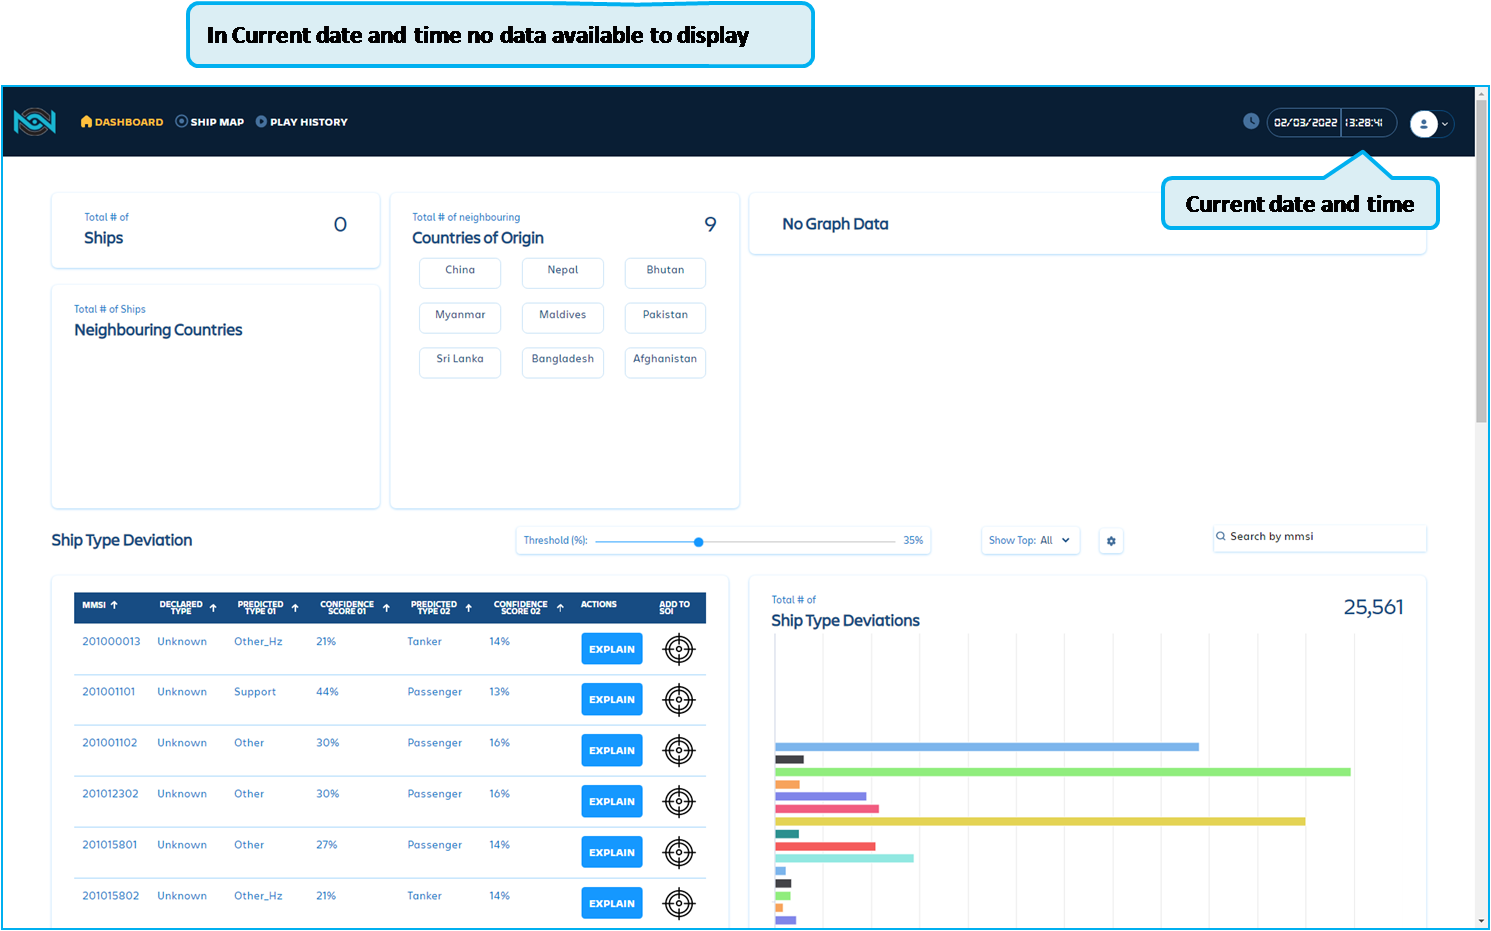 In Current date and time no data available to display
DASHBOARD SHIP MAP PLAY HISTORY 02/03/2022 13:28:41
Current date and time
Total # of
Ships
0
Total # of neighbouring
Countries of Origin
9
China Nepal Bhutan
Myanmar Maldives Pakistan
Sri Lanka Bangladesh Afghanistan
No Graph Data
Total # of Ships
Neighbouring Countries
Ship Type Deviation
Threshold (%): 35%
Show Top: All
Search by mmsi
MMSI DECLARED TYPE PREDICTED TYPE 01 CONFIDENCE SCORE 01 PREDICTED TYPE 02 CONFIDENCE SCORE 02 ACTIONS ADD TO SOI
201000013 Unknown Other_Hz 21% Tanker 14% EXPLAIN
201001101 Unknown Support 44% Passenger 13% EXPLAIN
201001102 Unknown Other 30% Passenger 16% EXPLAIN
201012302 Unknown Other 30% Passenger 16% EXPLAIN
201015801 Unknown Other 27% Passenger 14% EXPLAIN
201015802 Unknown Other_Hz 21% Tanker 14% EXPLAIN
Total # of
Ship Type Deviations
25,561